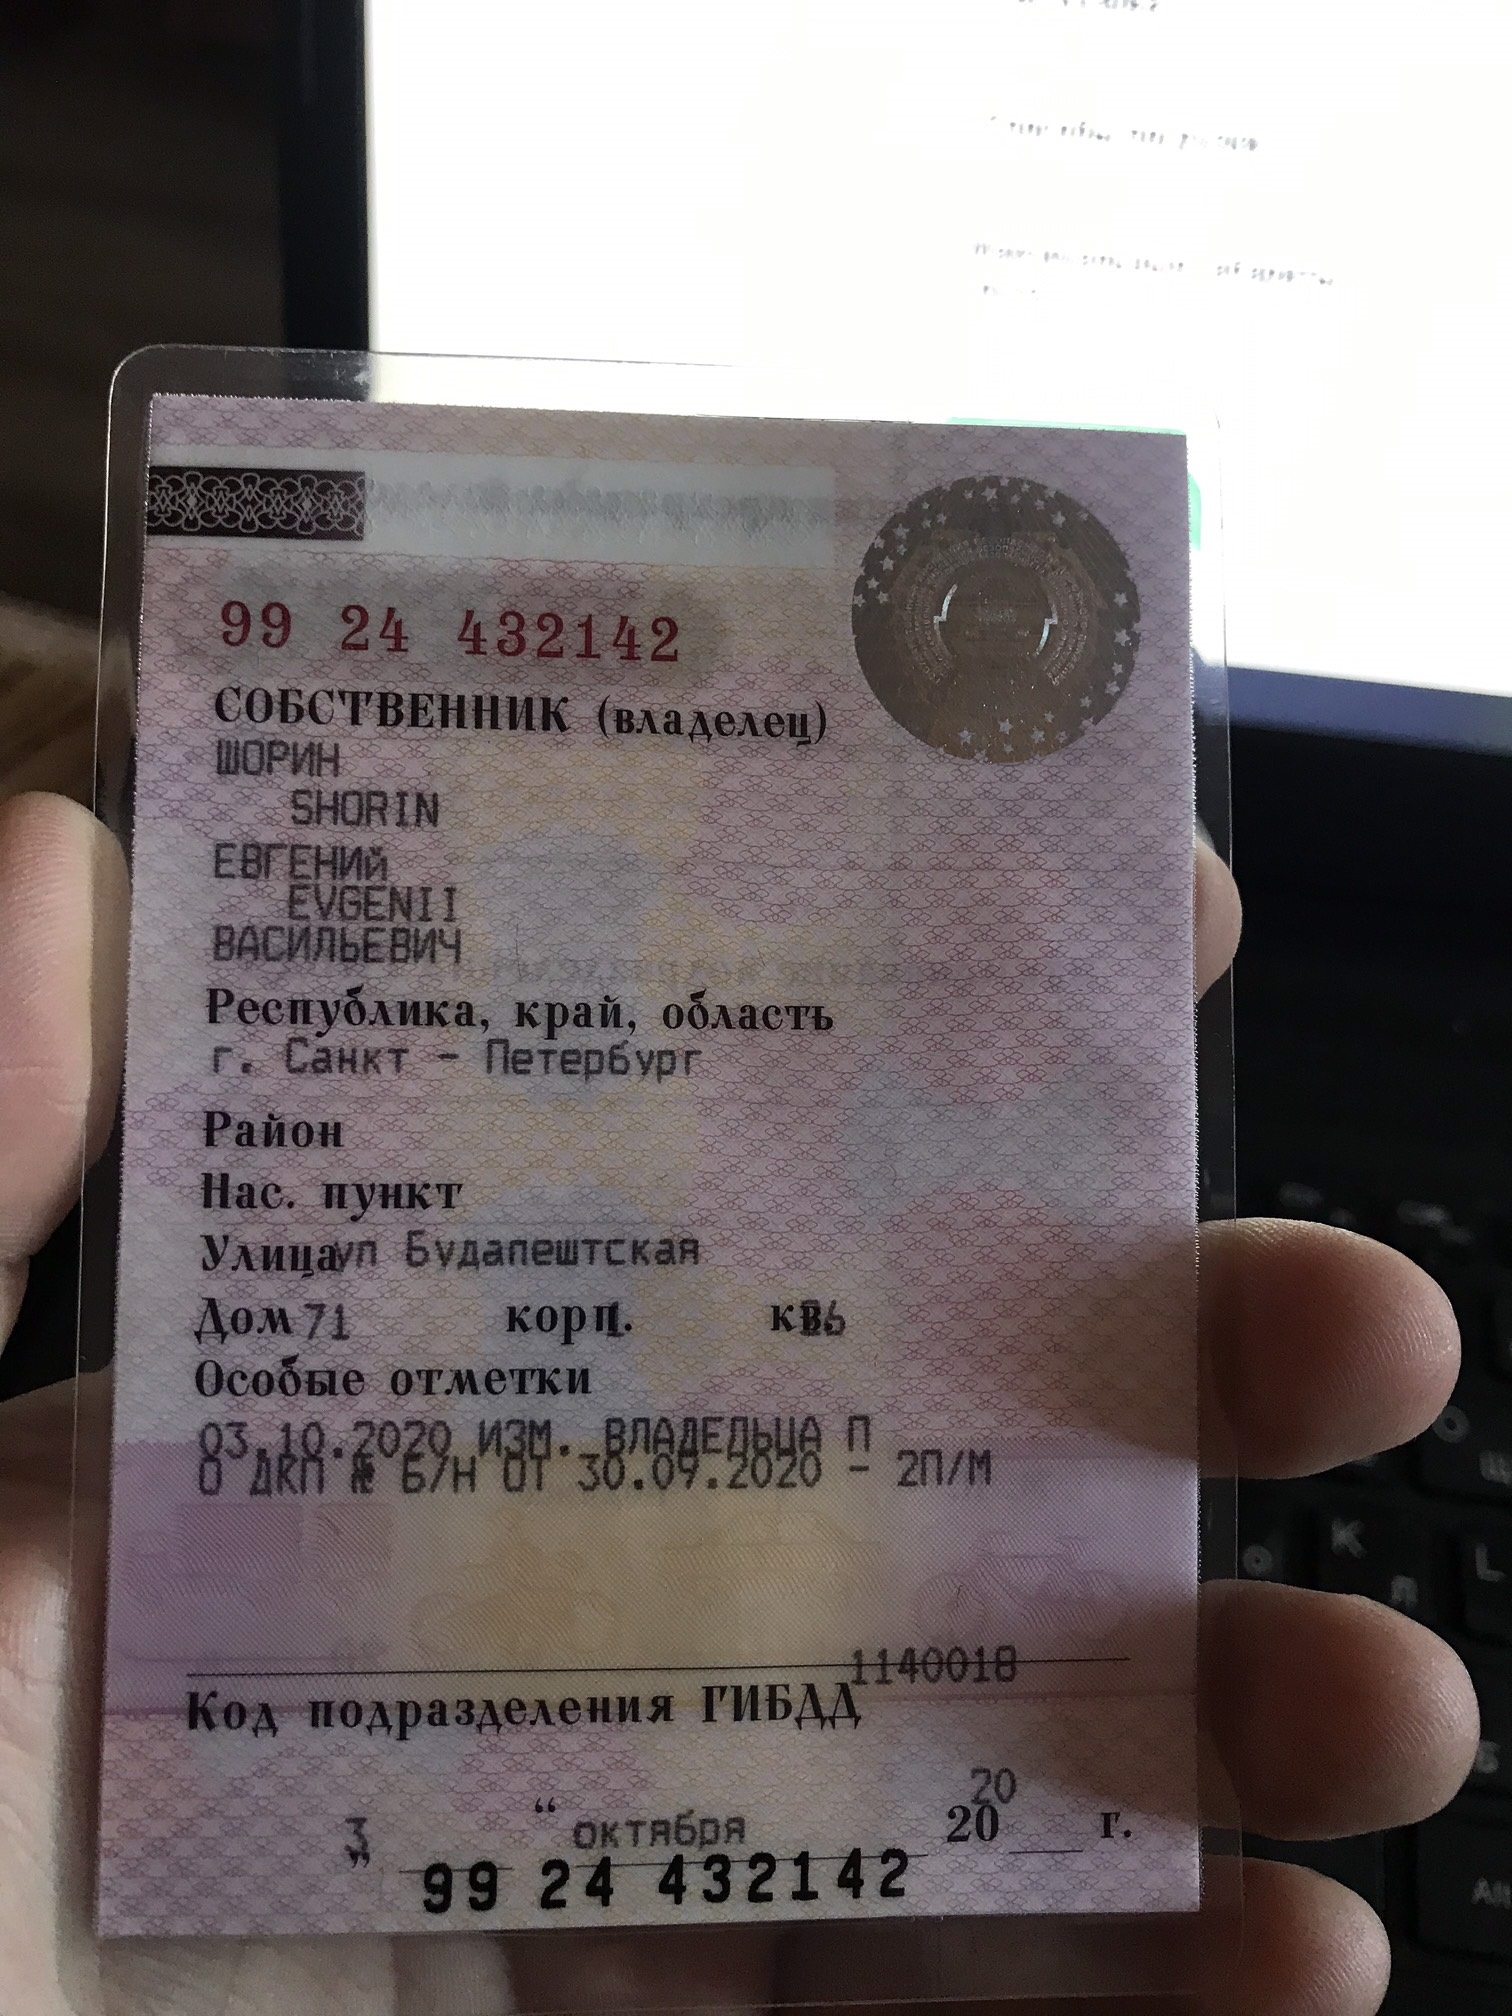 99 24 432142
СОБСТВЕННИК (владелец)
ШОРИН
SHORIN
ЕВГЕНИЙ
EVGENII
ВАСИЛЬЕВИЧ
Республика, край, область
г. Санкт - Петербург
Район
Нас. пункт
Улица ул Будапештская
Дом 71 корп. 1 кв.
Особые отметки
03.10.2020 ИЗМ. ВЛАДЕЛЬЦА П
О ДКП № Б/Н ОТ 30.09.2020 - 2П/М
1140018
Код подразделения ГИБДД
20
„ 3 “ октября 20 г.
99 24 432142
К
Л
L